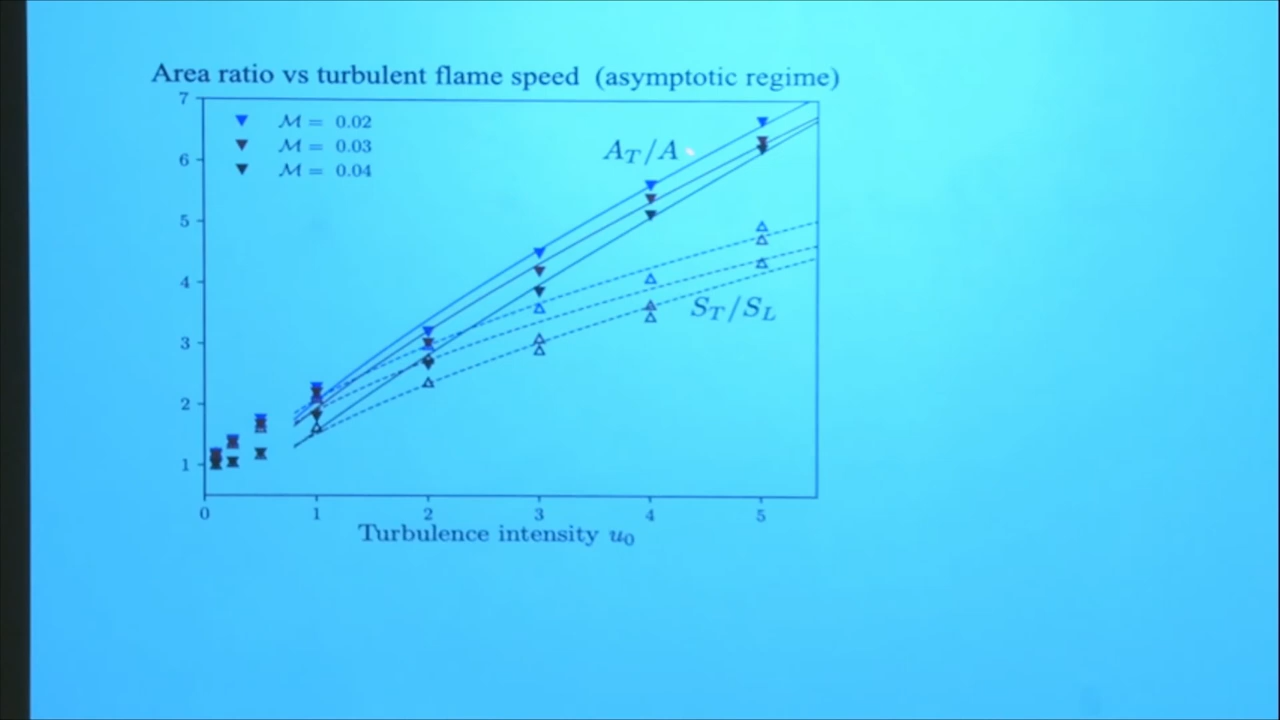 Area ratio vs turbulent flame speed (asymptotic regime)
7
ℳ = 0.02
ℳ = 0.03
ℳ = 0.04
A_T/A
6
5
4
S_T/S_L
3
2
1
0 1 2 3 4 5
Turbulence intensity u_0